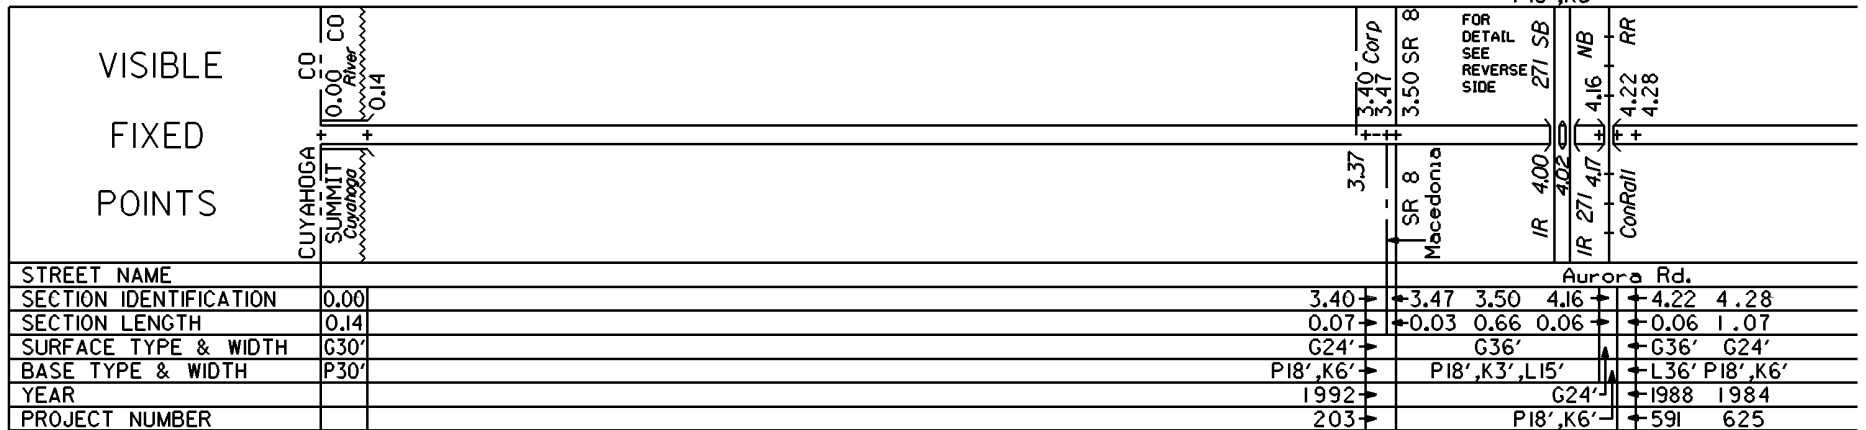 P18',K6'
VISIBLE
FIXED
POINTS
CO CO
CUYAHOGA
SUMMIT
0.00
River
Cuyahoga
0.14
3.37
3.40 Corp
3.47
3.50 SR 8
SR 8
Macedonia
FOR
DETAIL
SEE
REVERSE
SIDE
IR 4.00 271 SB
4.02
IR 271 4.17 4.16 NB
ConRail RR
4.22
4.28
STREET NAME Aurora Rd.
SECTION IDENTIFICATION 0.00 3.40 3.47 3.50 4.16 4.22 4.28
SECTION LENGTH 0.14 0.07 0.03 0.66 0.06 0.06 1.07
SURFACE TYPE & WIDTH G30' G24' G36' G36' G24'
BASE TYPE & WIDTH P30' P18',K6' P18',K3',L15' L36' P18',K6'
YEAR 1992 G24' 1988 1984
PROJECT NUMBER 203 P18',K6' 591 625